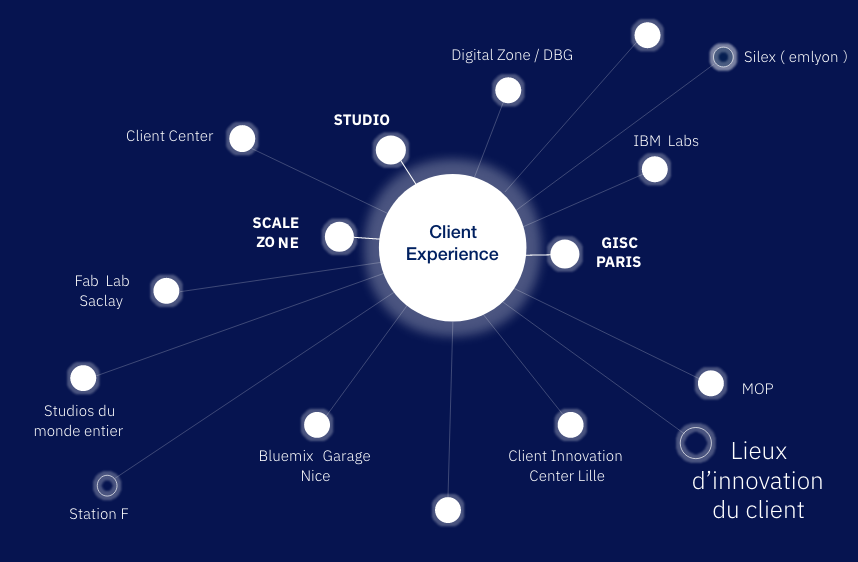 Digital Zone / DBG
Silex ( emlyon )
STUDIO
Client Center
IBM Labs
SCALE
ZONE
Client
Experience
GISC
PARIS
Fab Lab
Saclay
Studios du
monde entier
MOP
Bluemix Garage
Nice
Client Innovation
Center Lille
Lieux
d’innovation
du client
Station F